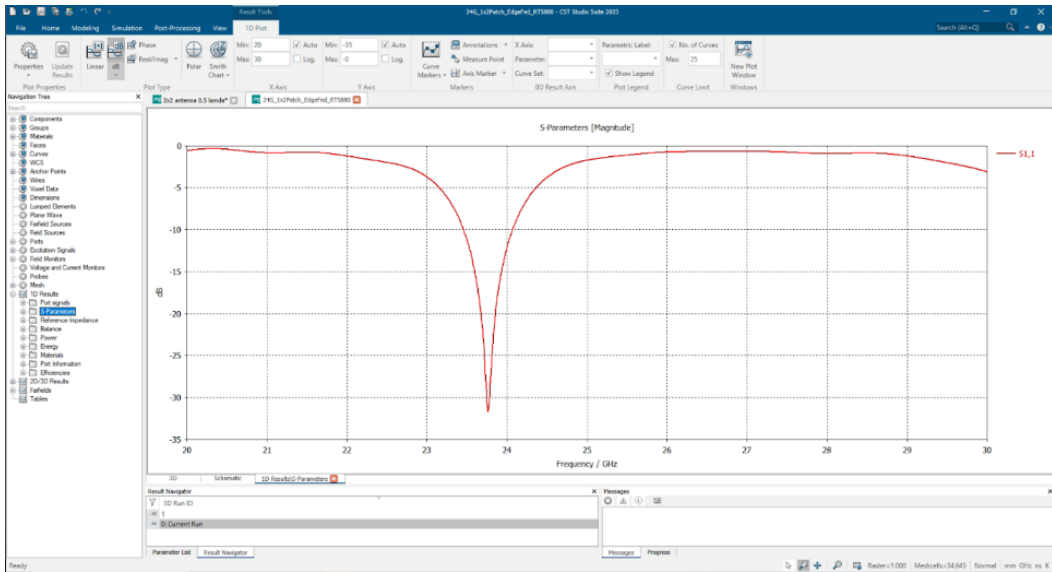 Result Tools
24G_1x2Patch_EdgeFed_RT5880 - CST Studio Suite 2023
File Home Modeling Simulation Post-Processing View 1D Plot
Search (Alt+Q)
Properties
Update Results
Plot Properties
Linear
dB
Phase
Real/Imag
Polar
Smith Chart
Plot Type
Min: 20 Auto
Max: 30 Log.
X Axis
Min: -35 Auto
Max: -0 Log.
Y Axis
Curve Markers
Annotations
Measure Point
Axis Marker
Markers
X Axis:
Parameter:
Curve Set:
0D Result Axis
Parametric Label:
Show Legend
Plot Legend
No. of Curves
Max: 25
Curve Limit
New Plot Window
Windows
Navigation Tree
Search
Components
Groups
Materials
Faces
Curves
WCS
Anchor Points
Wires
Voxel Data
Dimensions
Lumped Elements
Plane Wave
Farfield Sources
Field Sources
Ports
Excitation Signals
Field Monitors
Voltage and Current Monitors
Probes
Mesh
1D Results
Port signals
S-Parameters
Reference Impedance
Balance
Power
Energy
Materials
Port Information
Efficiencies
2D/3D Results
Farfields
Tables
2x2 antenna 0.5 lamda*
24G_1x2Patch_EdgeFed_RT5880
S-Parameters [Magnitude]
S1,1
0
-5
-10
-15
-20
-25
-30
-35
dB
20 21 22 23 24 25 26 27 28 29 30
Frequency / GHz
3D Schematic 1D Results\S-Parameters
Result Navigator
3D Run ID
1
0: Current Run
Parameter List Result Navigator
Messages
Messages Progress
Ready
Raster=1.000 Meshcells=34,643 Normal mm GHz ns K